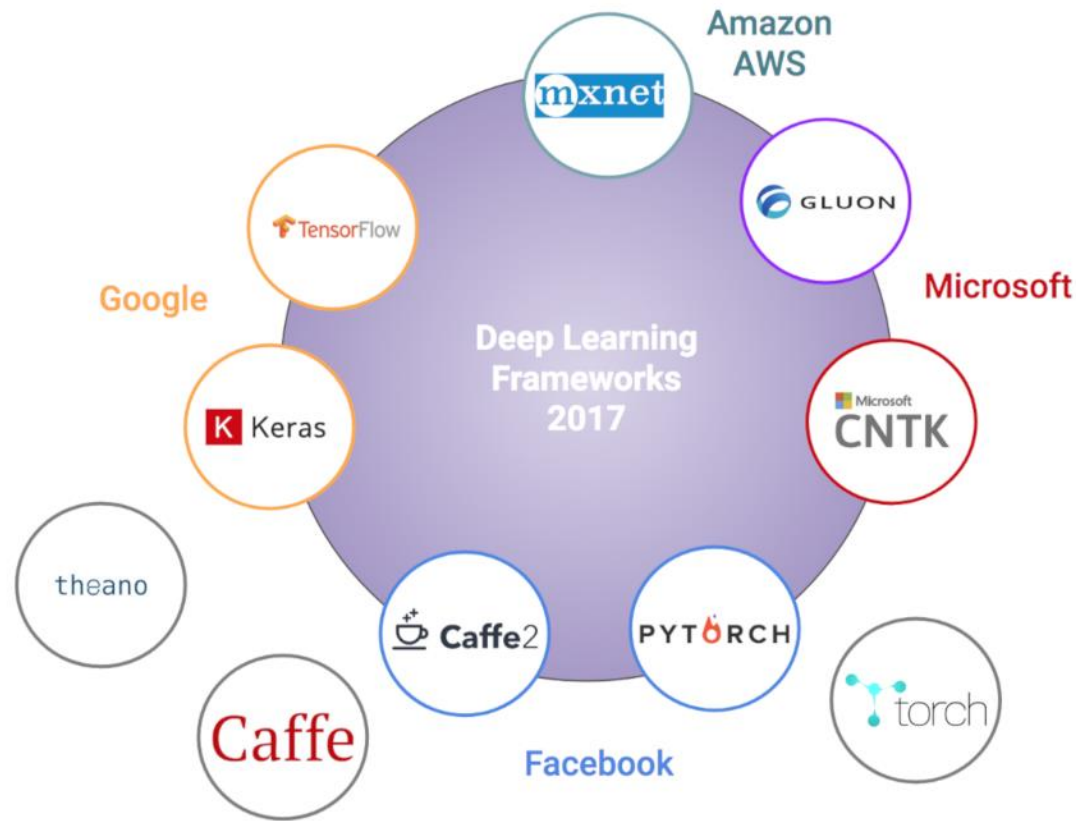 Amazon
AWS
mxnet
GLUON
TensorFlow
Google
Microsoft
Deep Learning
Frameworks
2017
K Keras
Microsoft
CNTK
theano
Caffe2
PYTORCH
Caffe
torch
Facebook